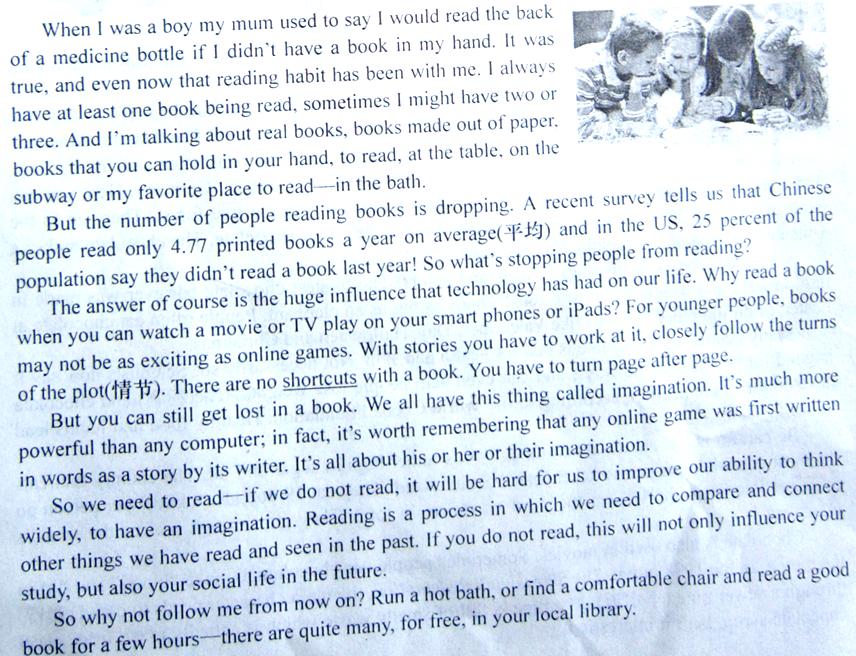 When I was a boy my mum used to say I would read the back
of a medicine bottle if I didn't have a book in my hand. It was
true, and even now that reading habit has been with me. I always
have at least one book being read, sometimes I might have two or
three. And I'm talking about real books, books made out of paper.
books that you can hold in your hand, to read, at the table, on the
subway or my favorite place to read—in the bath.
But the number of people reading books is dropping. A recent survey tells us that Chinese
people read only 4.77 printed books a year on average(平均) and in the US, 25 percent of the
population say they didn't read a book last year! So what's stopping people from reading?
The answer of course is the huge influence that technology has had on our life. Why read a book
when you can watch a movie or TV play on your smart phones or iPads? For younger people, books
may not be as exciting as online games. With stories you have to work at it, closely follow the turns
of the plot(情节). There are no shortcuts with a book. You have to turn page after page.
But you can still get lost in a book. We all have this thing called imagination. It's much more
powerful than any computer; in fact, it's worth remembering that any online game was first written
in words as a story by its writer. It's all about his or her or their imagination.
So we need to read—if we do not read, it will be hard for us to improve our ability to think
widely, to have an imagination. Reading is a process in which we need to compare and connect
other things we have read and seen in the past. If you do not read, this will not only influence your
study, but also your social life in the future.
So why not follow me from now on? Run a hot bath, or find a comfortable chair and read a good
book for a few hours—there are quite many, for free, in your local library.